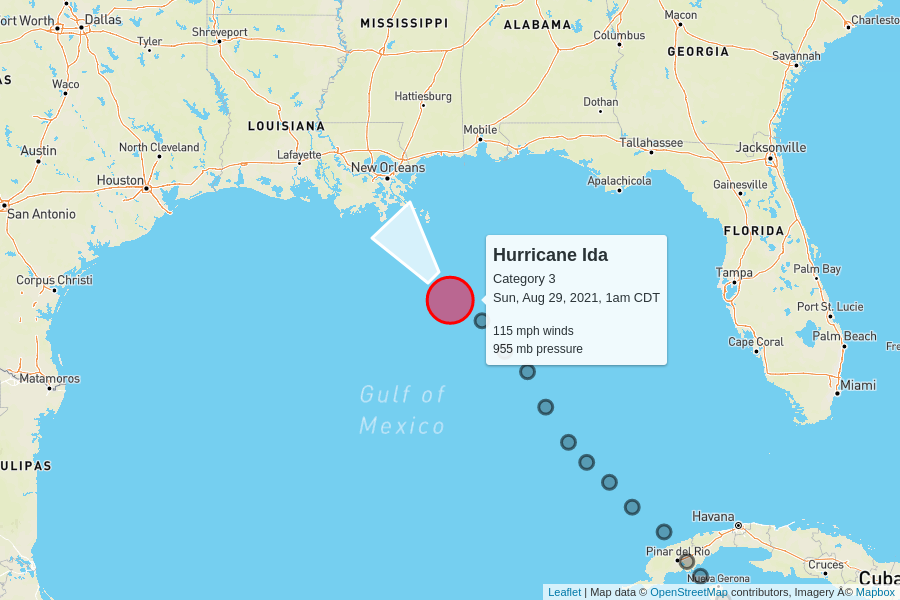 MISSISSIPPI
ALABAMA
Macon
Charlesto
ort Worth
Dallas
Tyler
Shreveport
Columbus
GEORGIA
Savannah
AS
Waco
Hattiesburg
Dothan
LOUISIANA
Mobile
Tallahassee
Jacksonville
Austin
North Cleveland
Lafayette
New Orleans
Houston
Apalachicola
Gainesville
San Antonio
FLORIDA
Corpus Christi
Tampa
Palm Bay
Port St. Lucie
Cape Coral
Palm Beach
Fre
Hurricane Ida
Category 3
Sun, Aug 29, 2021, 1am CDT
115 mph winds
955 mb pressure
Matamoros
Miami
Gulf of
Mexico
ULIPAS
Havana
Pinar del Rio
Cruces
Nueva Gerona
Cuba
Leaflet | Map data © OpenStreetMap contributors, Imagery Â© Mapbox